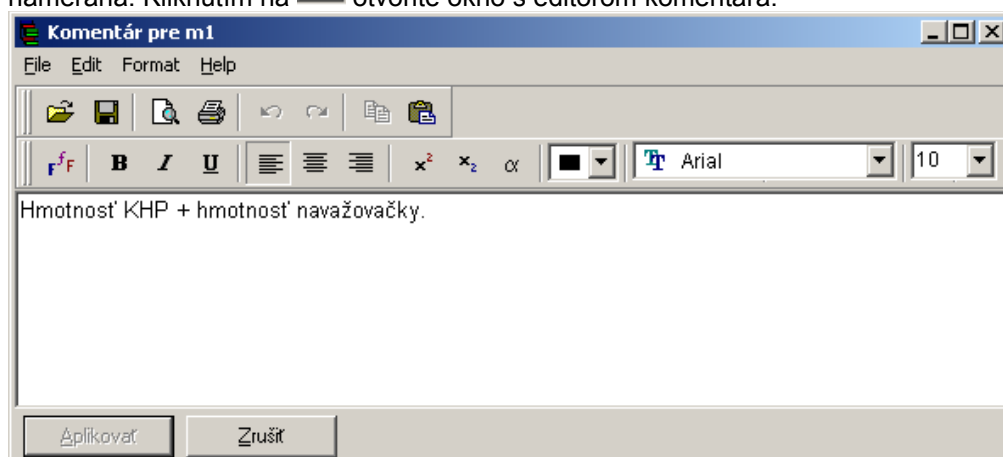 nameraná. Kliknutím na otvoríte okno s editorom komentára.
Komentár pre m1
File Edit Format Help
FfF B I U x² x₂ α Arial 10
Hmotnosť KHP + hmotnosť navažovačky.
Aplikovať Zrušiť